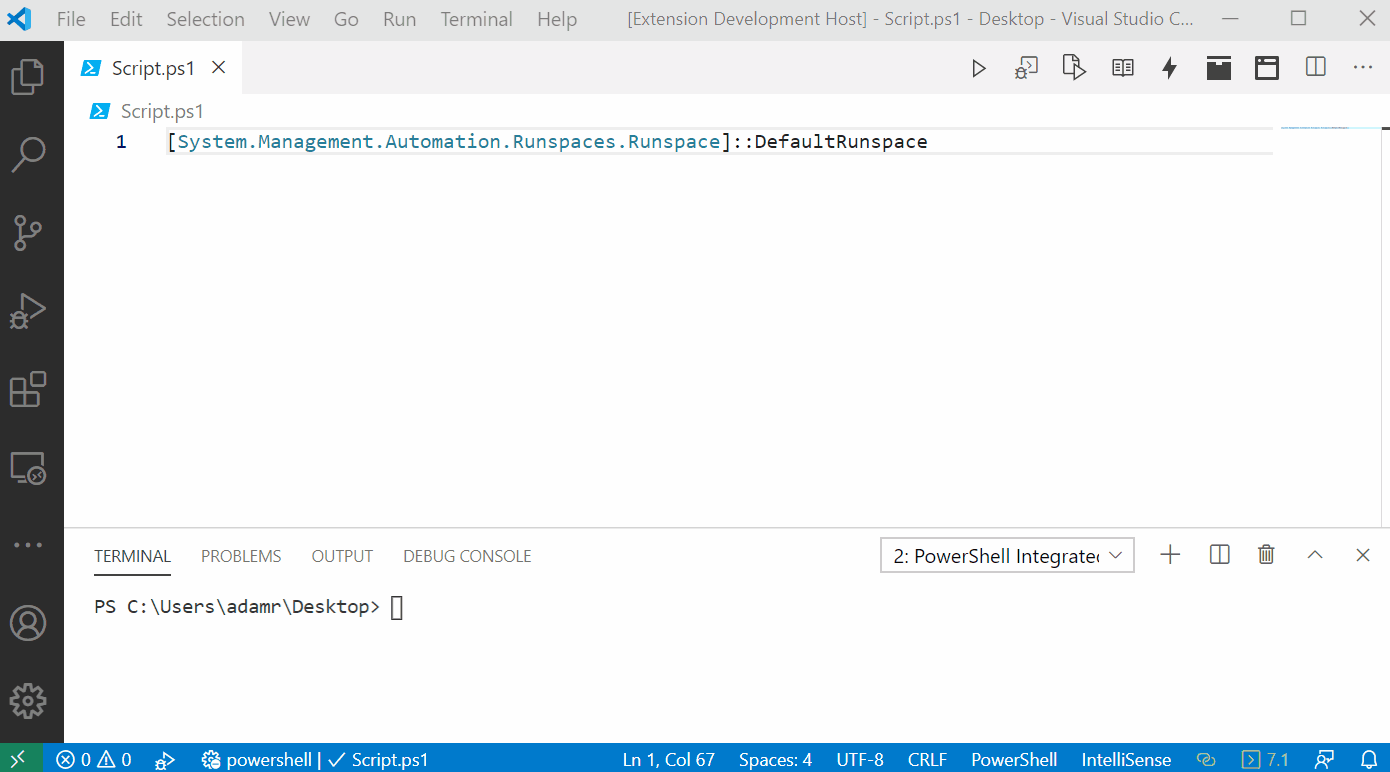 File Edit Selection View Go Run Terminal Help [Extension Development Host] - Script.ps1 - Desktop - Visual Studio C...
Script.ps1
Script.ps1
1 [System.Management.Automation.Runspaces.Runspace]::DefaultRunspace
TERMINAL PROBLEMS OUTPUT DEBUG CONSOLE 2: PowerShell Integrated
PS C:\Users\adamr\Desktop>
0 0 powershell | Script.ps1 Ln 1, Col 67 Spaces: 4 UTF-8 CRLF PowerShell IntelliSense 7.1